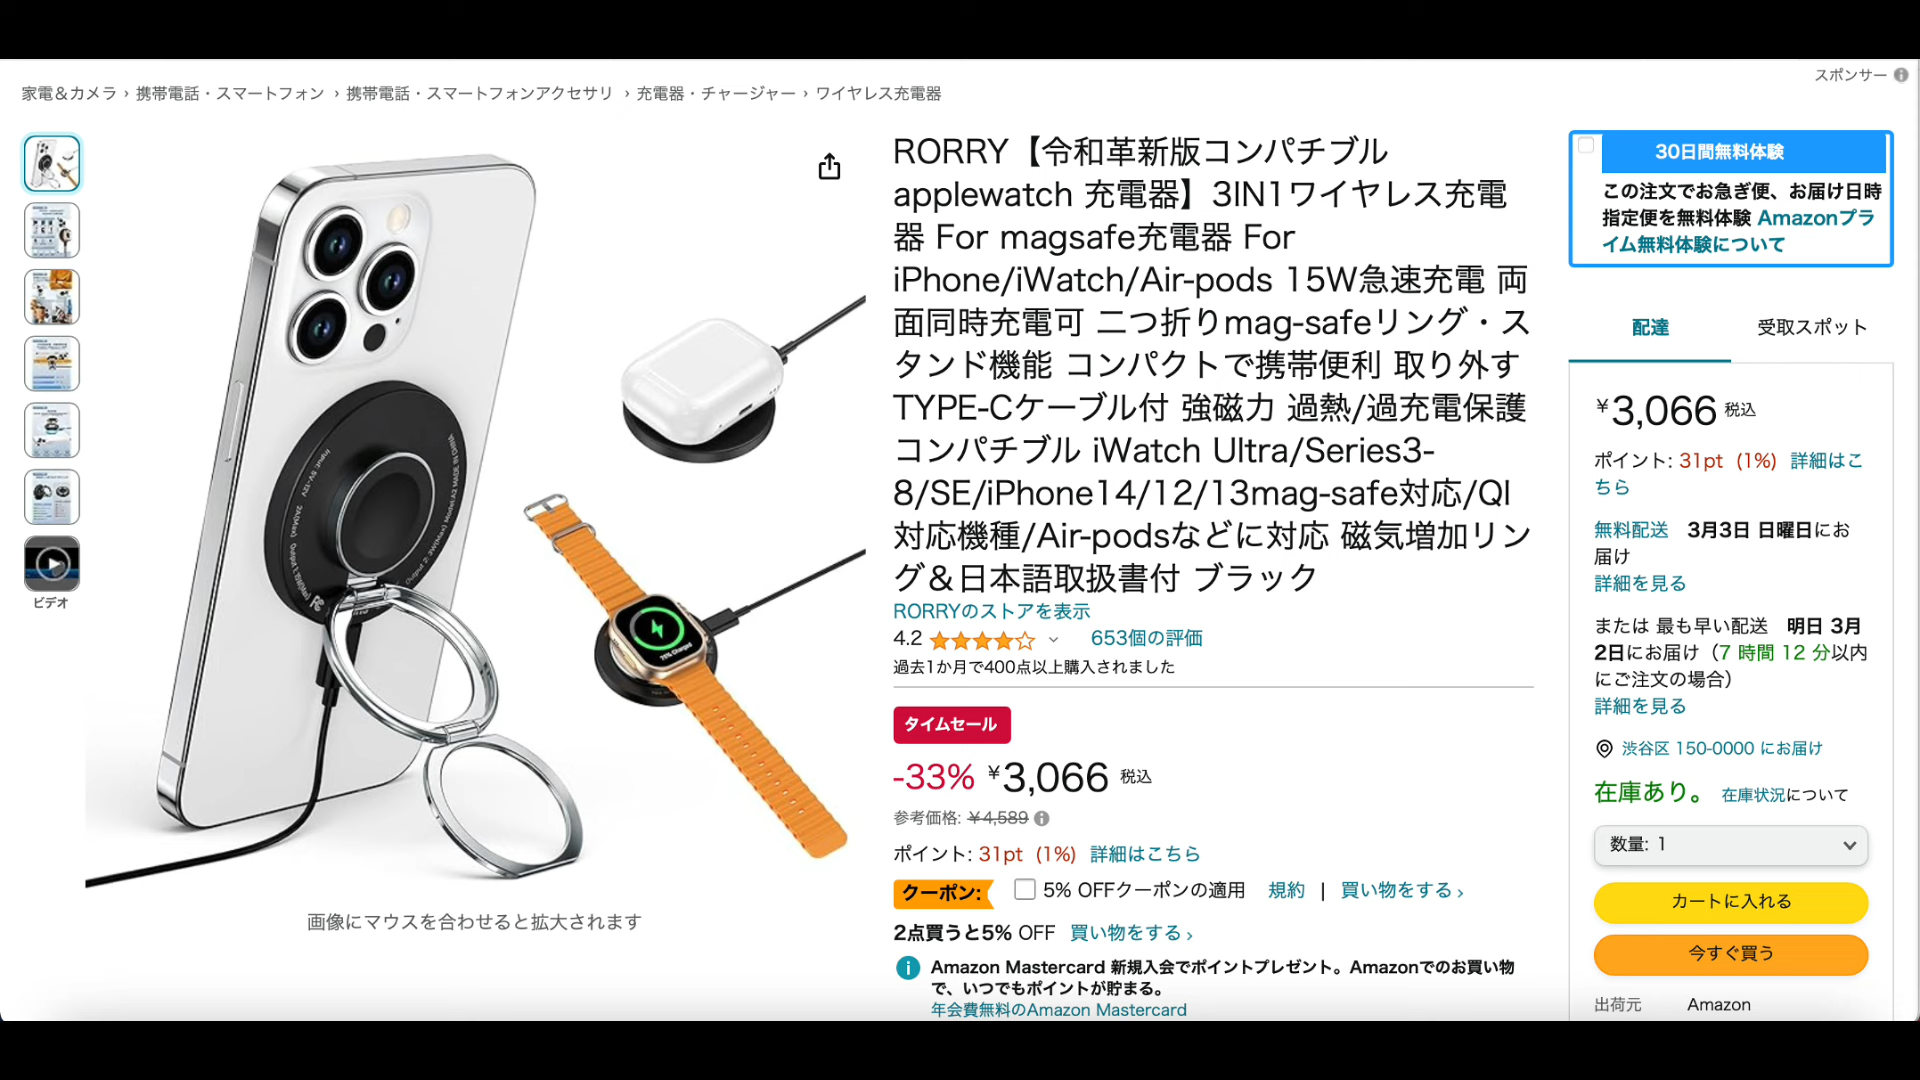 スポンサー
家電＆カメラ › 携帯電話・スマートフォン › 携帯電話・スマートフォンアクセサリ › 充電器・チャージャー › ワイヤレス充電器
RORRY【令和革新版コンパチブル
applewatch 充電器】3IN1ワイヤレス充電
器 For magsafe充電器 For
iPhone/iWatch/Air-pods 15W急速充電 両
面同時充電可 二つ折りmag-safeリング・ス
タンド機能 コンパクトで携帯便利 取り外す
TYPE-Cケーブル付 強磁力 過熱/過充電保護
コンパチブル iWatch Ultra/Series3-
8/SE/iPhone14/12/13mag-safe対応/QI
対応機種/Air-podsなどに対応 磁気増加リン
グ＆日本語取扱書付 ブラック
RORRYのストアを表示
4.2 653個の評価
過去1か月で400点以上購入されました
タイムセール
-33% ¥3,066 税込
参考価格: ¥4,589
ポイント: 31pt (1%) 詳細はこちら
クーポン: 5% OFFクーポンの適用 規約 | 買い物をする ›
2点買うと5% OFF 買い物をする ›
Amazon Mastercard 新規入会でポイントプレゼント。Amazonでのお買い物
で、いつでもポイントが貯まる。
年会費無料のAmazon Mastercard
ビデオ
Input: 5V-12V
2A(Max)
Model:A2 MADE IN CHINA
75% Charged
画像にマウスを合わせると拡大されます
30日間無料体験
この注文でお急ぎ便、お届け日時
指定便を無料体験 Amazonプラ
イム無料体験について
配達
受取スポット
¥3,066 税込
ポイント: 31pt (1%) 詳細はこ
ちら
無料配送 3月3日 日曜日にお
届け
詳細を見る
または 最も早い配送 明日 3月
2日にお届け（7 時間 12 分以内
にご注文の場合）
詳細を見る
渋谷区 150-0000 にお届け
在庫あり。 在庫状況について
数量: 1
カートに入れる
今すぐ買う
出荷元 Amazon